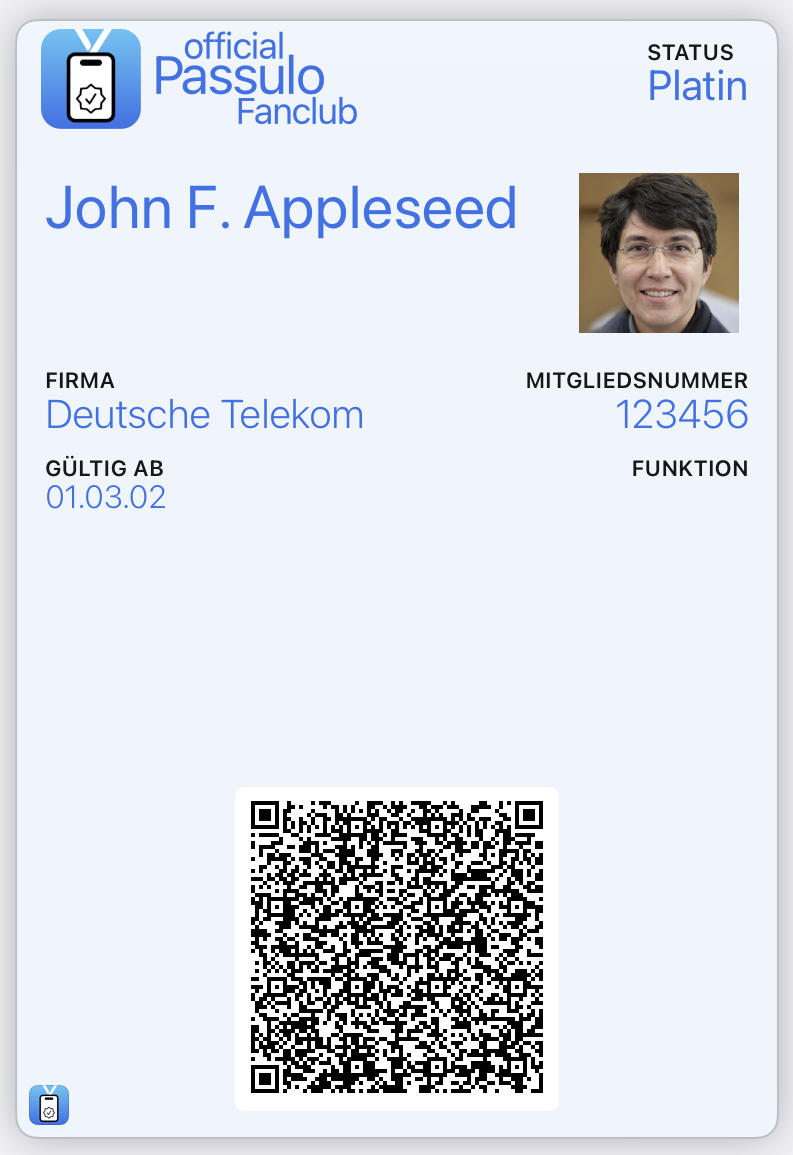 official
Passulo
Fanclub
STATUS
Platin
John F. Appleseed
FIRMA
Deutsche Telekom
MITGLIEDSNUMMER
123456
GÜLTIG AB
01.03.02
FUNKTION